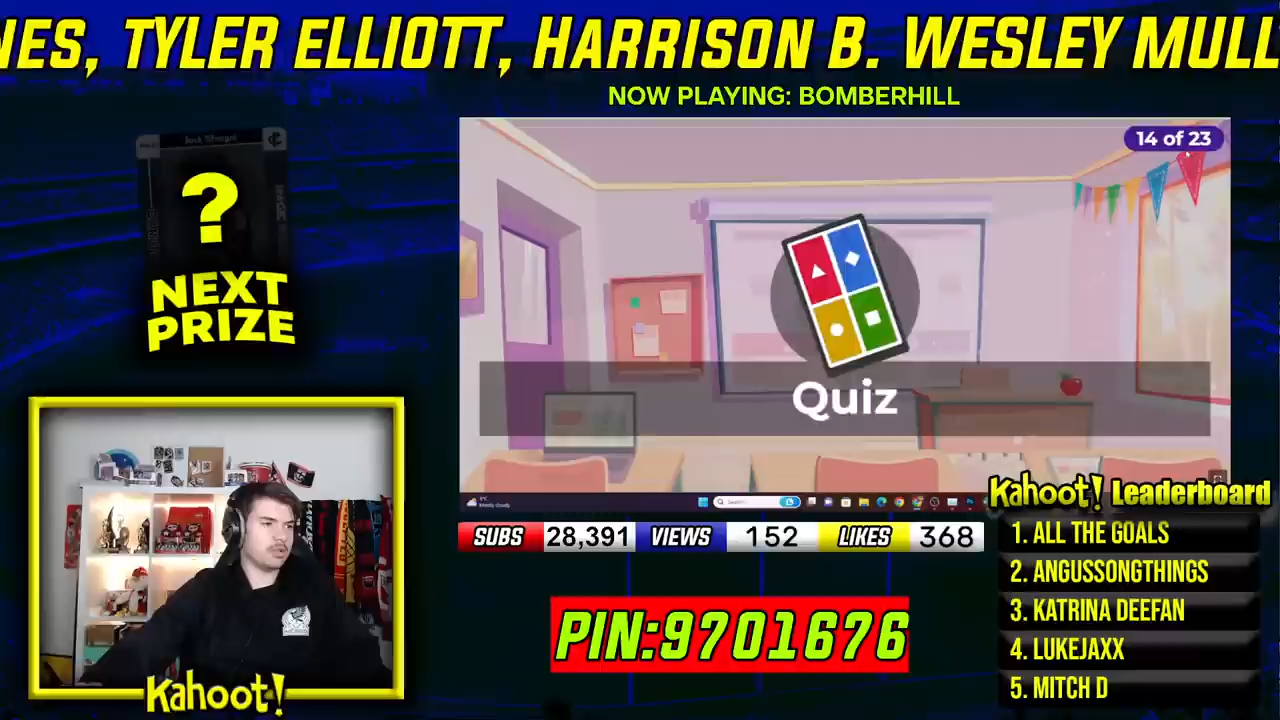 NES, TYLER ELLIOTT, HARRISON B. WESLEY MULL
NOW PLAYING: BOMBERHILL
14 of 23
?
NEXT
PRIZE
Quiz
Kahoot! Leaderboard
1. ALL THE GOALS
2. ANGUSSONGTHINGS
3. KATRINA DEEFAN
4. LUKEJAXX
5. MITCH D
SUBS 28,391 VIEWS 152 LIKES 368
PIN:9701676
Kahoot!